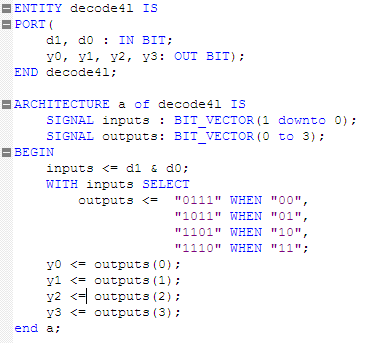 ENTITY decode4l IS
PORT(
d1, d0 : IN BIT;
y0, y1, y2, y3: OUT BIT);
END decode4l;
ARCHITECTURE a of decode4l IS
SIGNAL inputs : BIT_VECTOR(1 downto 0);
SIGNAL outputs: BIT_VECTOR(0 to 3);
BEGIN
inputs <= d1 & d0;
WITH inputs SELECT
outputs <= "0111" WHEN "00",
"1011" WHEN "01",
"1101" WHEN "10",
"1110" WHEN "11";
y0 <= outputs(0);
y1 <= outputs(1);
y2 <= outputs(2);
y3 <= outputs(3);
end a;